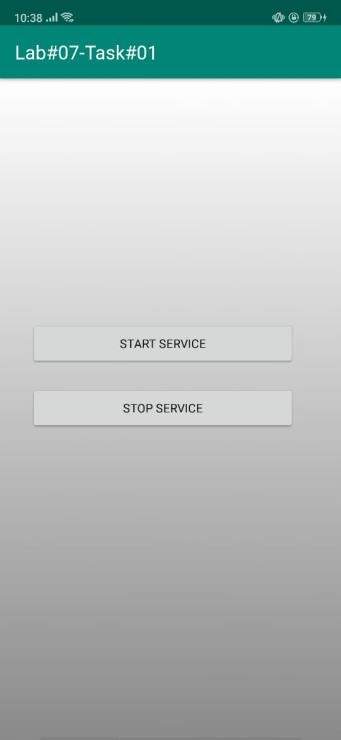 10:38
79
Lab#07-Task#01
START SERVICE
STOP SERVICE